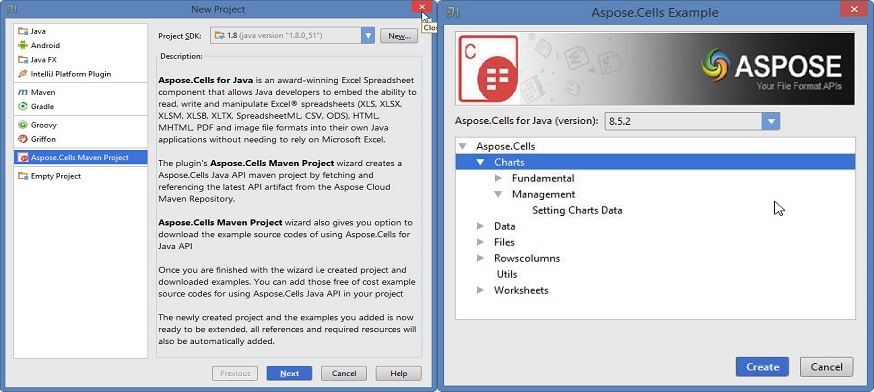 New Project
Clos
Java
Android
Java FX
IntelliJ Platform Plugin
Maven
Gradle
Groovy
Griffon
Aspose.Cells Maven Project
Empty Project
Project SDK: 1.8 (java version "1.8.0_51") New...
Description:
Aspose.Cells for Java is an award-winning Excel Spreadsheet
component that allows Java developers to embed the ability to
read, write and manipulate Excel® spreadsheets (XLS, XLSX,
XLSM, XLSB, XLTX, SpreadsheetML, CSV, ODS), HTML,
MHTML, PDF and image file formats into their own Java
applications without needing to rely on Microsoft Excel.
The plugin's Aspose.Cells Maven Project wizard creates a
Aspose.Cells Java API maven project by fetching and
referencing the latest API artifact from the Aspose Cloud
Maven Repository.
Aspose.Cells Maven Project wizard also gives you option to
download the example source codes of using Aspose.Cells for
Java API
Once you are finished with the wizard i.e created project and
downloaded examples. You can add those free of cost example
source codes for using Aspose.Cells Java API in your project
The newly created project and the examples you added is now
ready to be extended, all references and required resources will
also be automatically added.
Previous Next Cancel Help
Aspose.Cells Example
C
ASPOSE
Your File Format APIs
Aspose.Cells for Java (version): 8.5.2
Aspose.Cells
Charts
Fundamental
Management
Setting Charts Data
Data
Files
Rowscolumns
Utils
Worksheets
Create Cancel